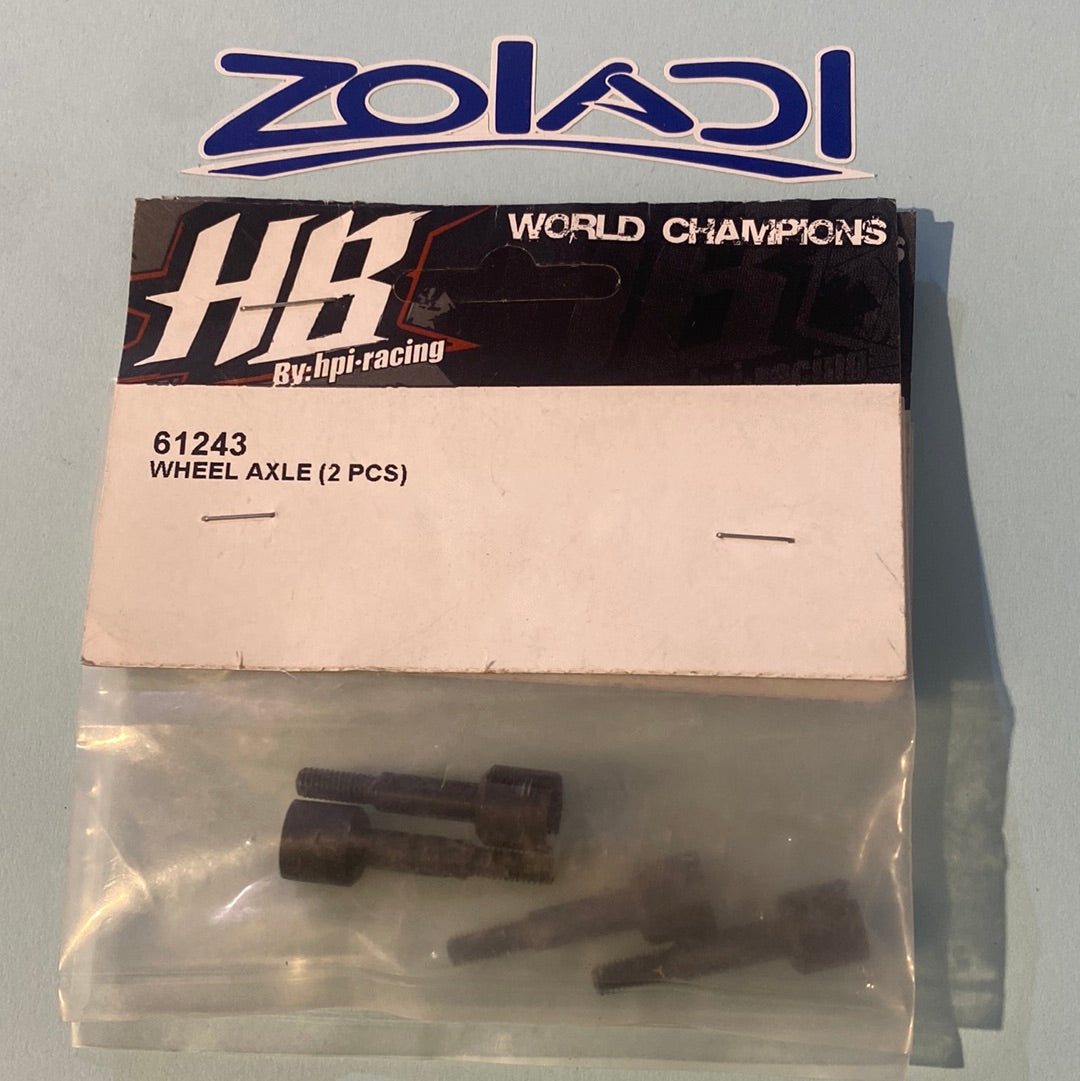 ZOIADI
HB
WORLD CHAMPIONS
By: hpi·racing
61243
WHEEL AXLE (2 PCS)